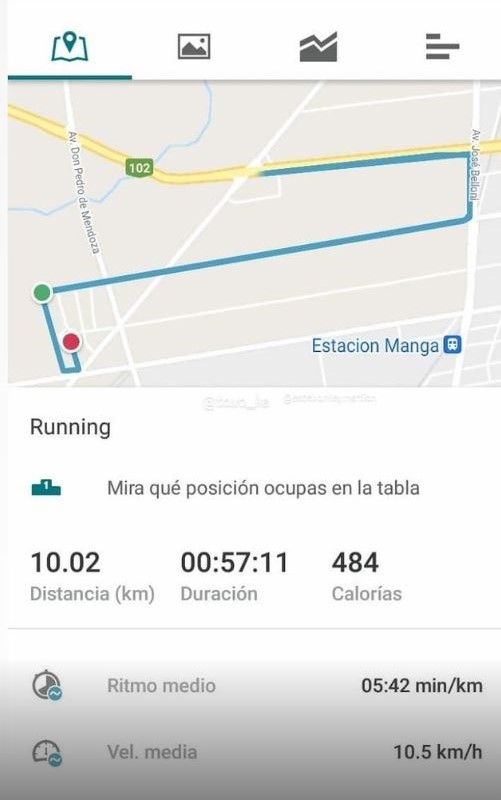 Av. Don Pedro de Mendoza
102
Av. José Belloni
Estacion Manga
Running
1
Mira qué posición ocupas en la tabla
10.02 00:57:11 484
Distancia (km) Duración Calorías
Ritmo medio 05:42 min/km
Vel. media 10.5 km/h